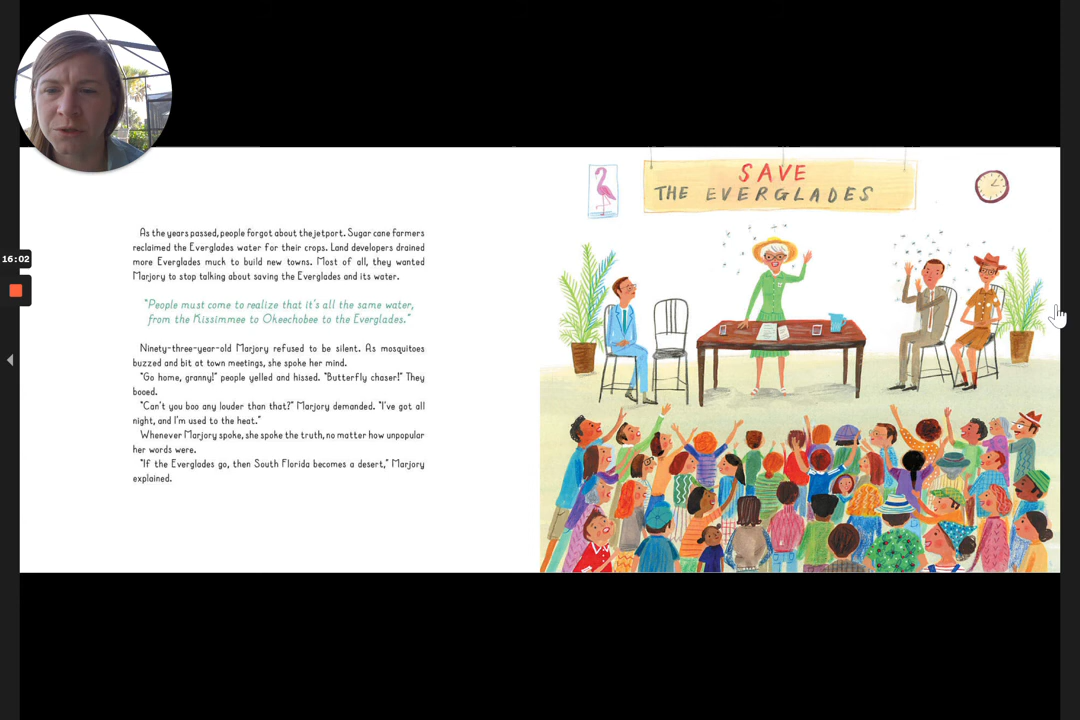 SAVE
THE EVERGLADES
As the years passed, people forgot about the jetport. Sugar cane farmers
reclaimed the Everglades water for their crops. Land developers drained
more Everglades muck to build new towns. Most of all, they wanted
Marjory to stop talking about saving the Everglades and its water.
16:02
"People must come to realize that it's all the same water,
from the Kissimmee to Okeechobee to the Everglades."
Ninety-three-year-old Marjory refused to be silent. As mosquitoes
buzzed and bit at town meetings, she spoke her mind.
"Go home, granny!" people yelled and hissed. "Butterfly chaser!" They
booed.
"Can't you boo any louder than that?" Marjory demanded. "I've got all
night, and I'm used to the heat."
Whenever Marjory spoke, she spoke the truth, no matter how unpopular
her words were.
"If the Everglades go, then South Florida becomes a desert," Marjory
explained.